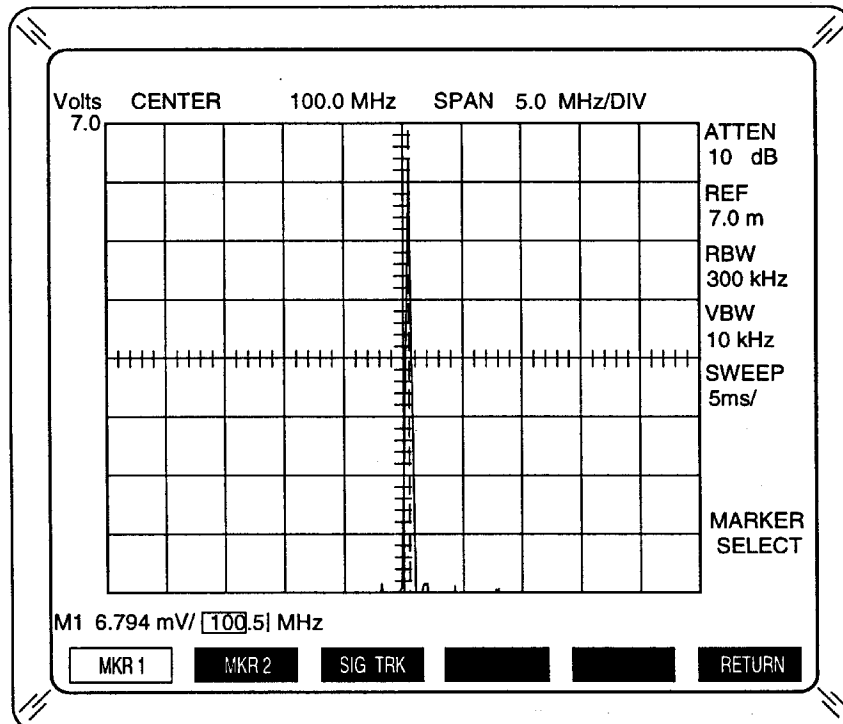 Volts CENTER 100.0 MHz SPAN 5.0 MHz/DIV
7.0
ATTEN
10 dB
REF
7.0 m
RBW
300 kHz
VBW
10 kHz
SWEEP
5ms/
MARKER
SELECT
M1 6.794 mV/ 100.5| MHz
MKR 1 MKR 2 SIG TRK RETURN